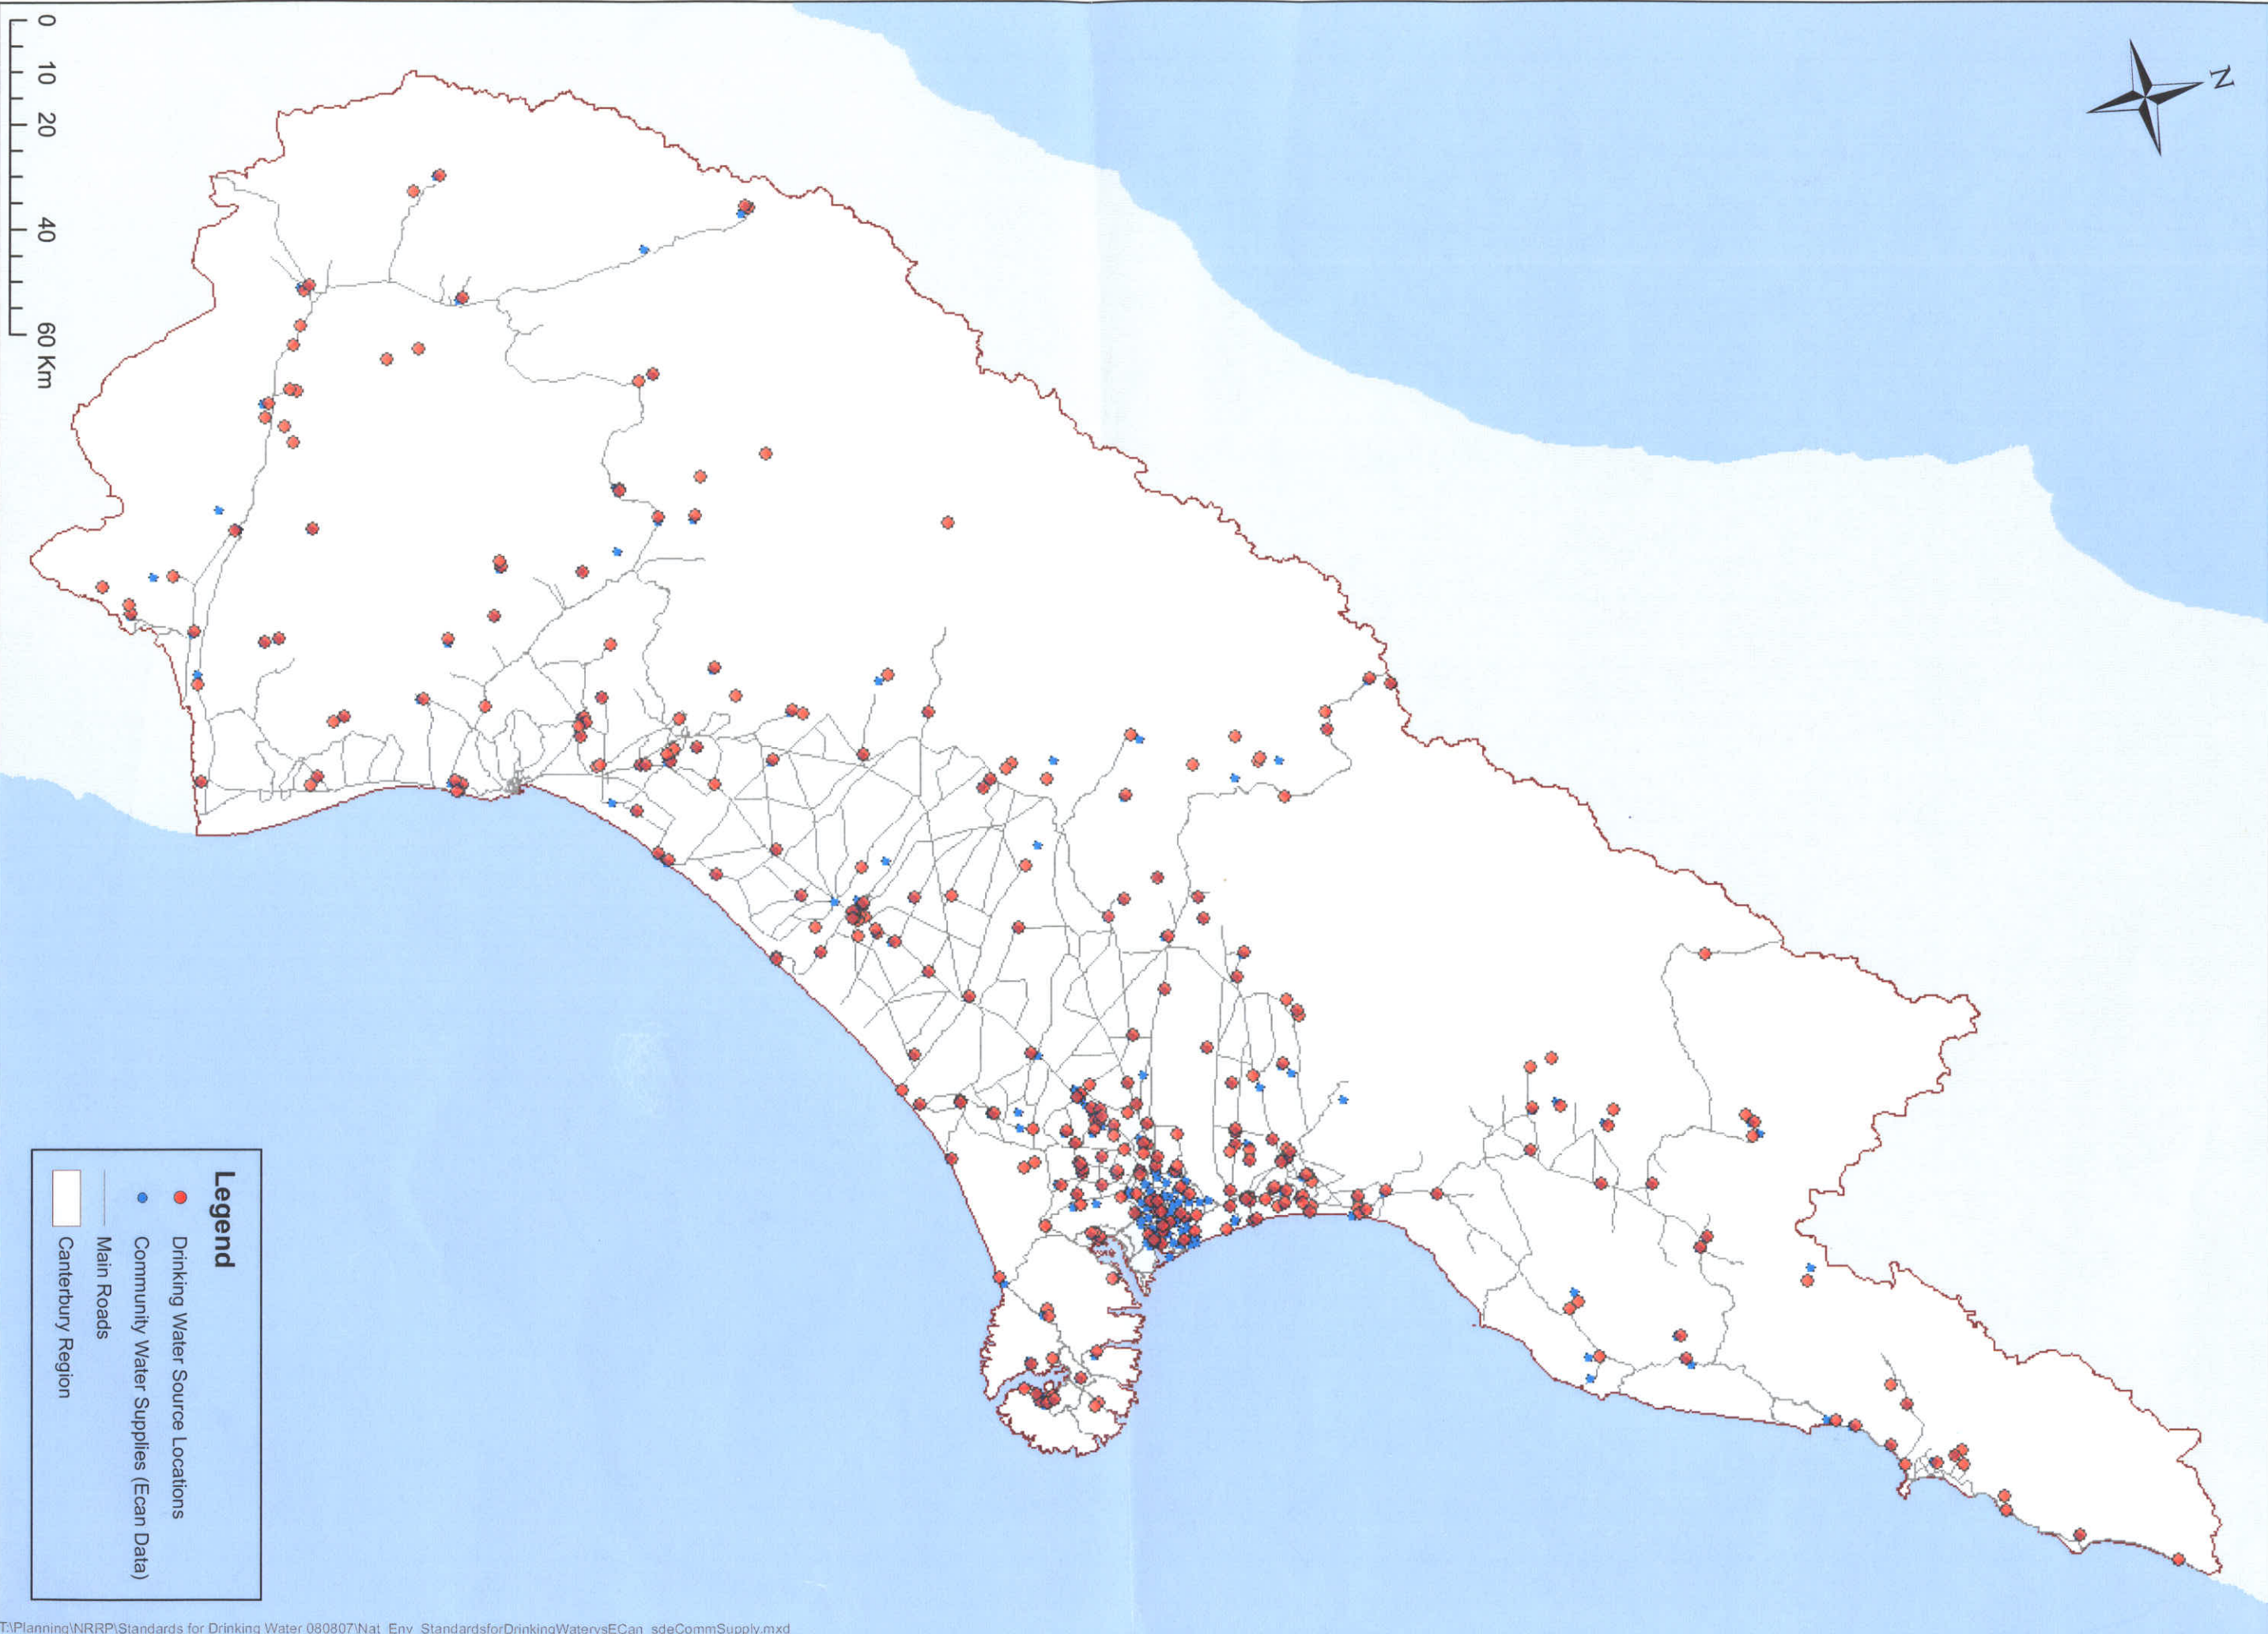 N
0 10 20 40 60 Km
Legend
Drinking Water Source Locations
Community Water Supplies (Ecan Data)
Main Roads
Canterbury Region
T:\Planning\NRRP\Standards for Drinking Water 080807\Nat_Env_StandardsforDrinkingWatervsECan_sdeCommSupply.mxd